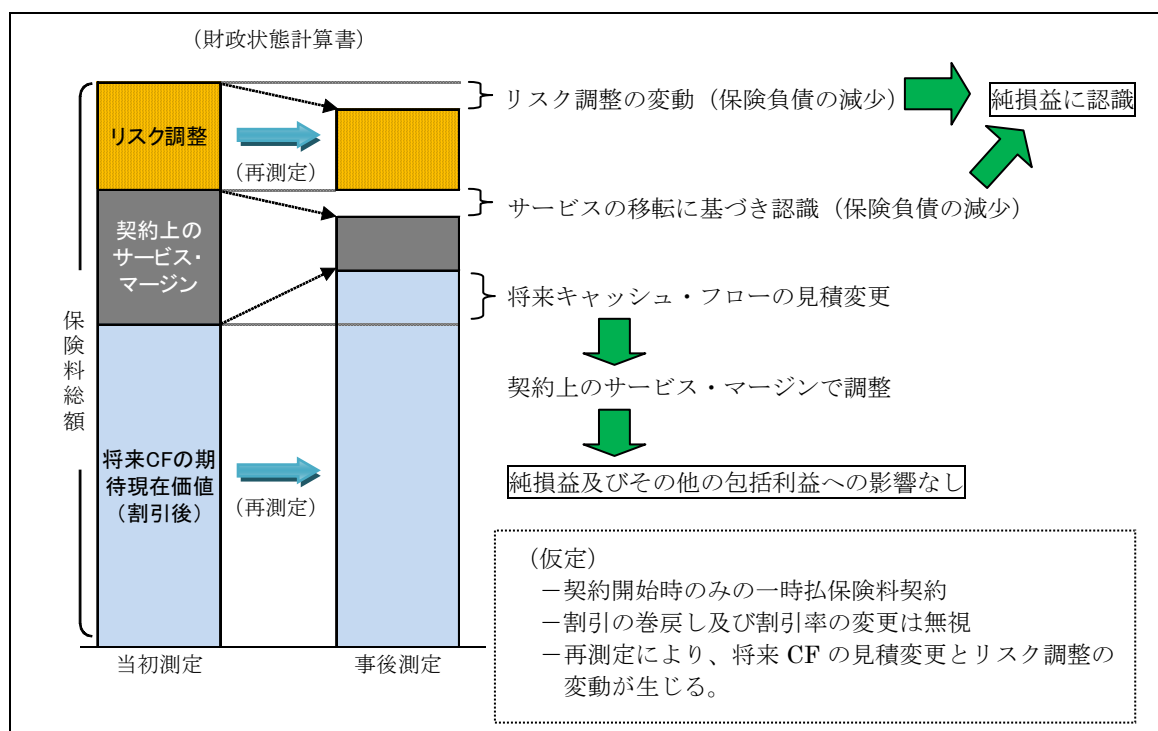 (財政状態計算書)
リスク調整の変動(保険負債の減少)
純損益に認識
リスク調整
(再測定)
サービスの移転に基づき認識(保険負債の減少)
契約上の
サービス・
マージン
将来キャッシュ・フローの見積変更
保険料総額
契約上のサービス・マージンで調整
将来CFの期
待現在価値
(割引後)
(再測定)
純損益及びその他の包括利益への影響なし
(仮定)
-契約開始時のみの一時払保険料契約
-割引の巻戻し及び割引率の変更は無視
-再測定により、将来 CF の見積変更とリスク調整の
変動が生じる。
当初測定
事後測定